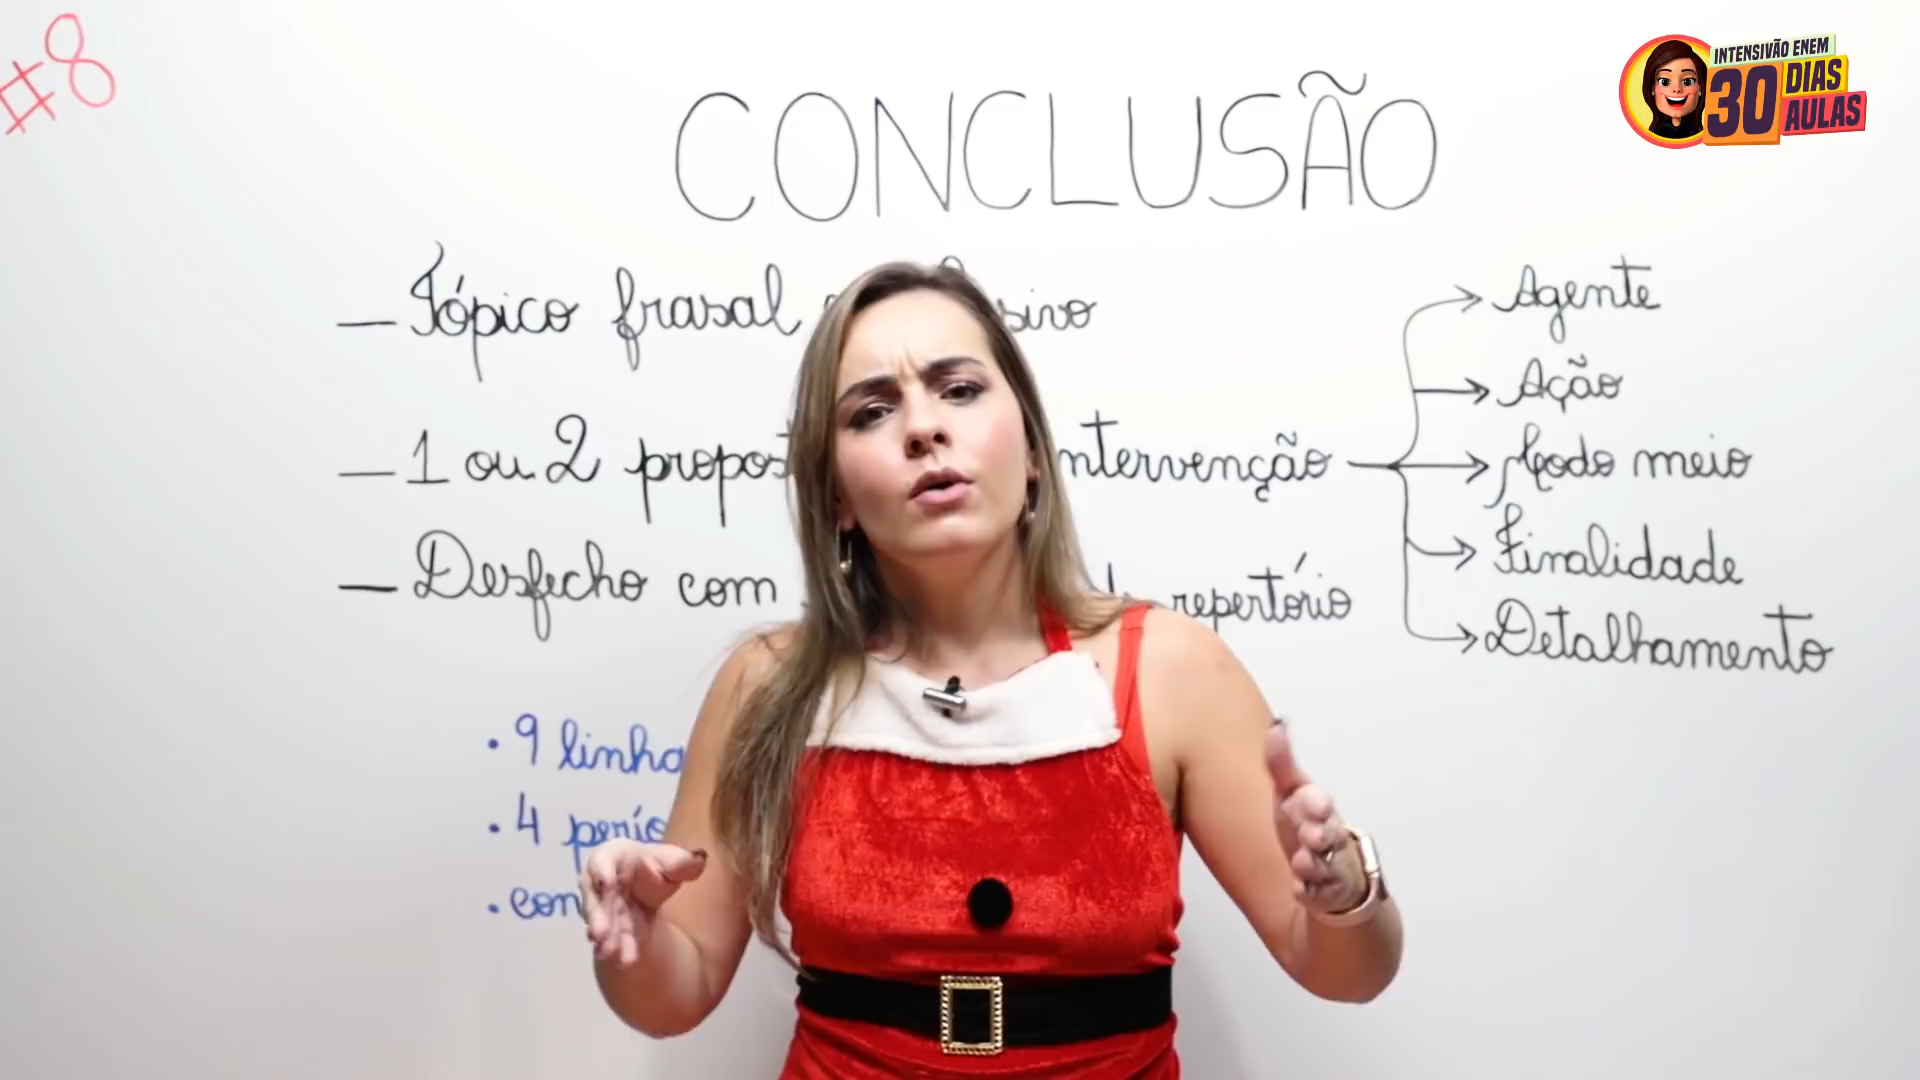 #8
INTENSIVÃO ENEM
30 DIAS
AULAS
CONCLUSÃO
– Tópico frasal
– 1 ou 2
– Desfecho com repertório
Agente
Ação
Modo meio
Finalidade
Detalhamento
• 9
• 4